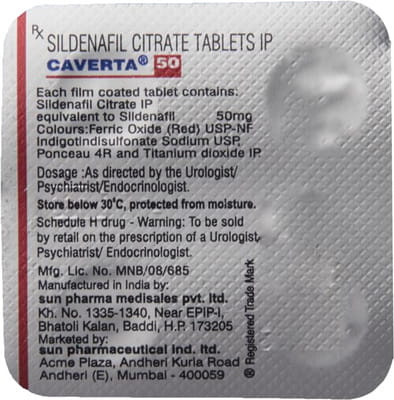 Rx SILDENAFIL CITRATE TABLETS IP
CAVERTA® 50
Each film coated tablet contains:
Sildenafil Citrate IP
equivalent to Sildenafil 50mg
Colours:Ferric Oxide (Red) USP-NF
Indigotindisulfonate Sodium USP,
Ponceau 4R and Titanium dioxide IP
Dosage :As directed by the Urologist/
Psychiatrist/Endocrinologist.
Store below 30°C, protected from moisture.
Schedule H drug - Warning: To be sold
by retail on the prescription of a Urologist,
Psychiatrist/ Endocrinologist.
Mfg. Lic. No. MNB/08/685
Manufactured in India by:
sun pharma medisales pvt. ltd.
Kh. No. 1335-1340, Near EPIP-I,
Bhatoli Kalan, Baddi, H.P. 173205
Marketed by:
sun pharmaceutical ind. ltd.
Acme Plaza, Andheri Kurla Road
Andheri (E), Mumbai - 400059
® Registered Trade Mark